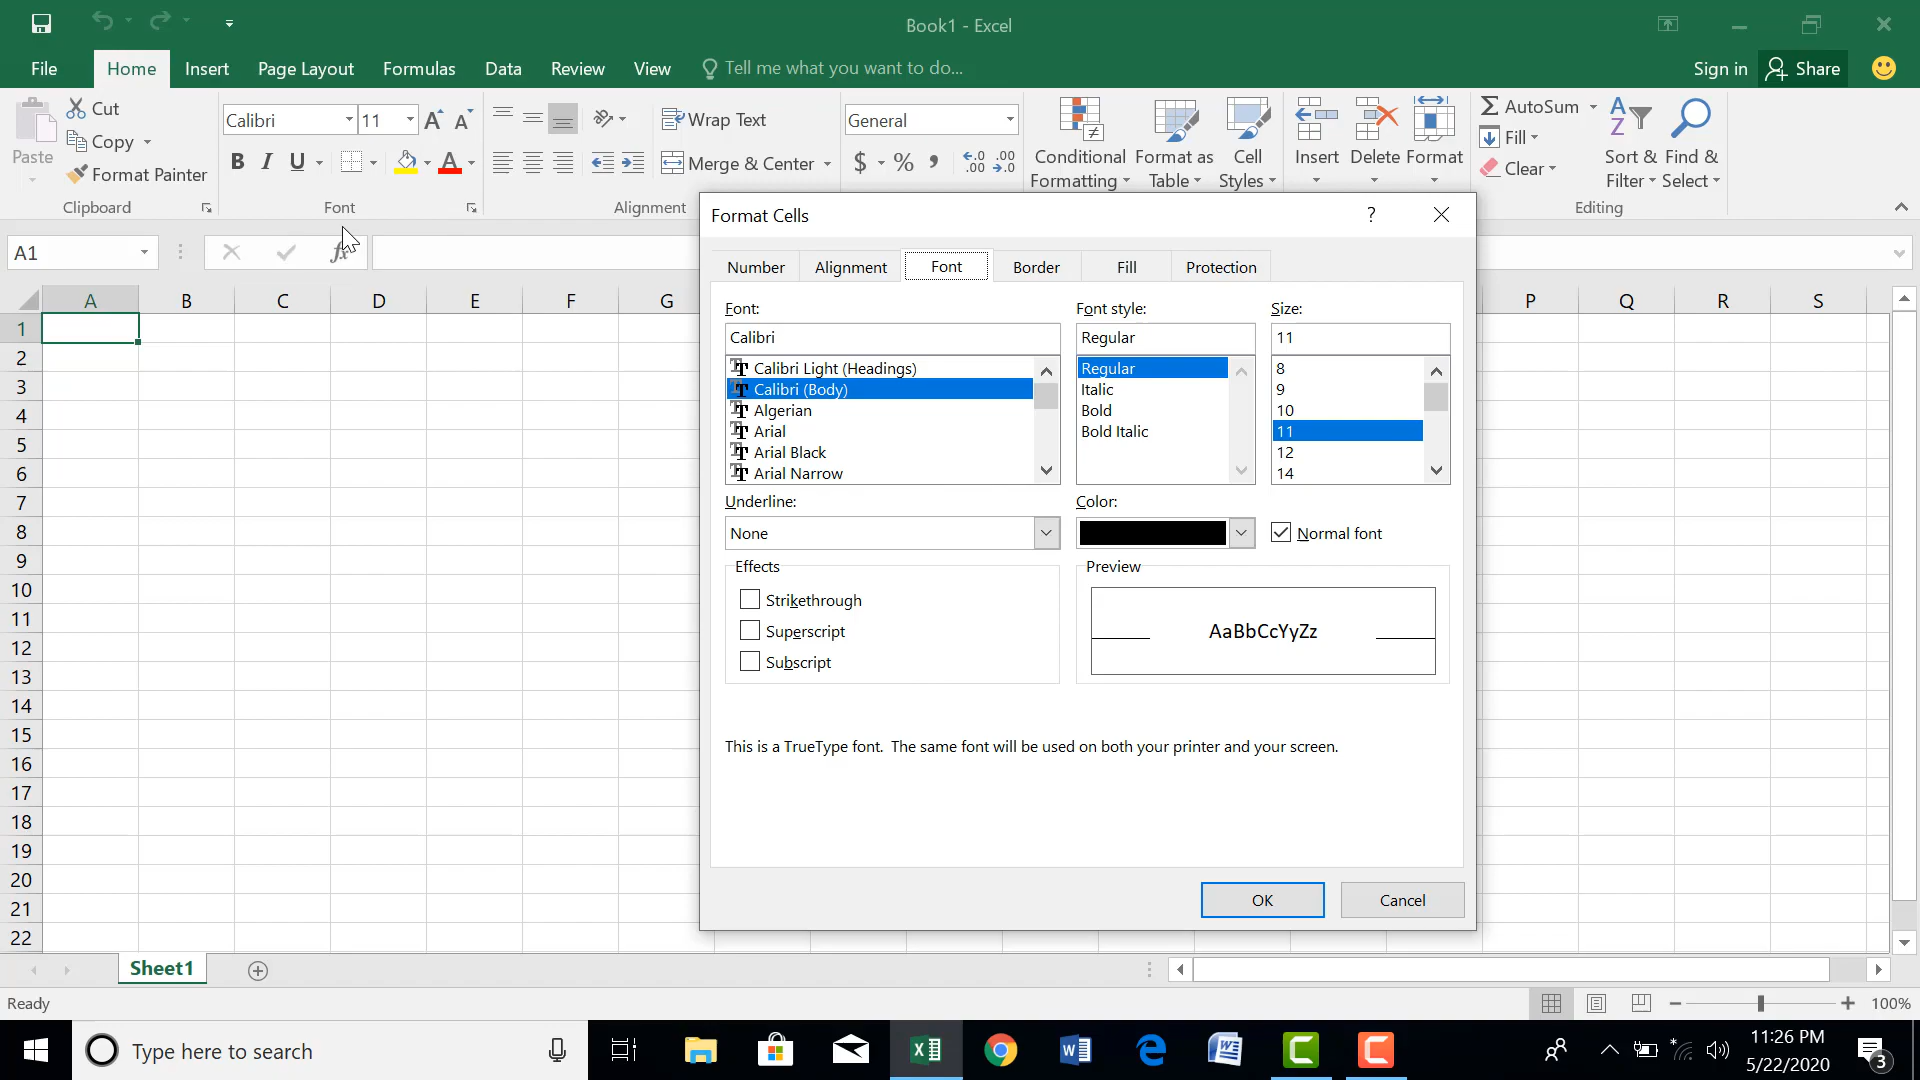 Book1 - Excel
File Home Insert Page Layout Formulas Data Review View Tell me what you want to do... Sign in Share
Paste
Cut
Copy
Format Painter
Clipboard
Calibri 11 A A
B I U A
Font
Wrap Text
Merge & Center
Alignment
General
$ % , ←.0 .00 .00 →.0
Conditional Formatting
Format as Table
Cell Styles
Insert Delete Format
AutoSum
Fill
Clear
Sort & Filter
Find & Select
Editing
A1 fx
A B C D E F G P Q R S
1
2
3
4
5
6
7
8
9
10
11
12
13
14
15
16
17
18
19
20
21
22
Format Cells ?
Number Alignment Font Border Fill Protection
Font: Font style: Size:
Calibri Regular 11
Calibri Light (Headings) Regular 8
Calibri (Body) Italic 9
Algerian Bold 10
Arial Bold Italic 11
Arial Black 12
Arial Narrow 14
Underline: Color:
None Normal font
Effects Preview
Strikethrough
Superscript AaBbCcYyZz
Subscript
This is a TrueType font.  The same font will be used on both your printer and your screen.
OK Cancel
Sheet1
Ready 100%
Type here to search
11:26 PM
5/22/2020
3